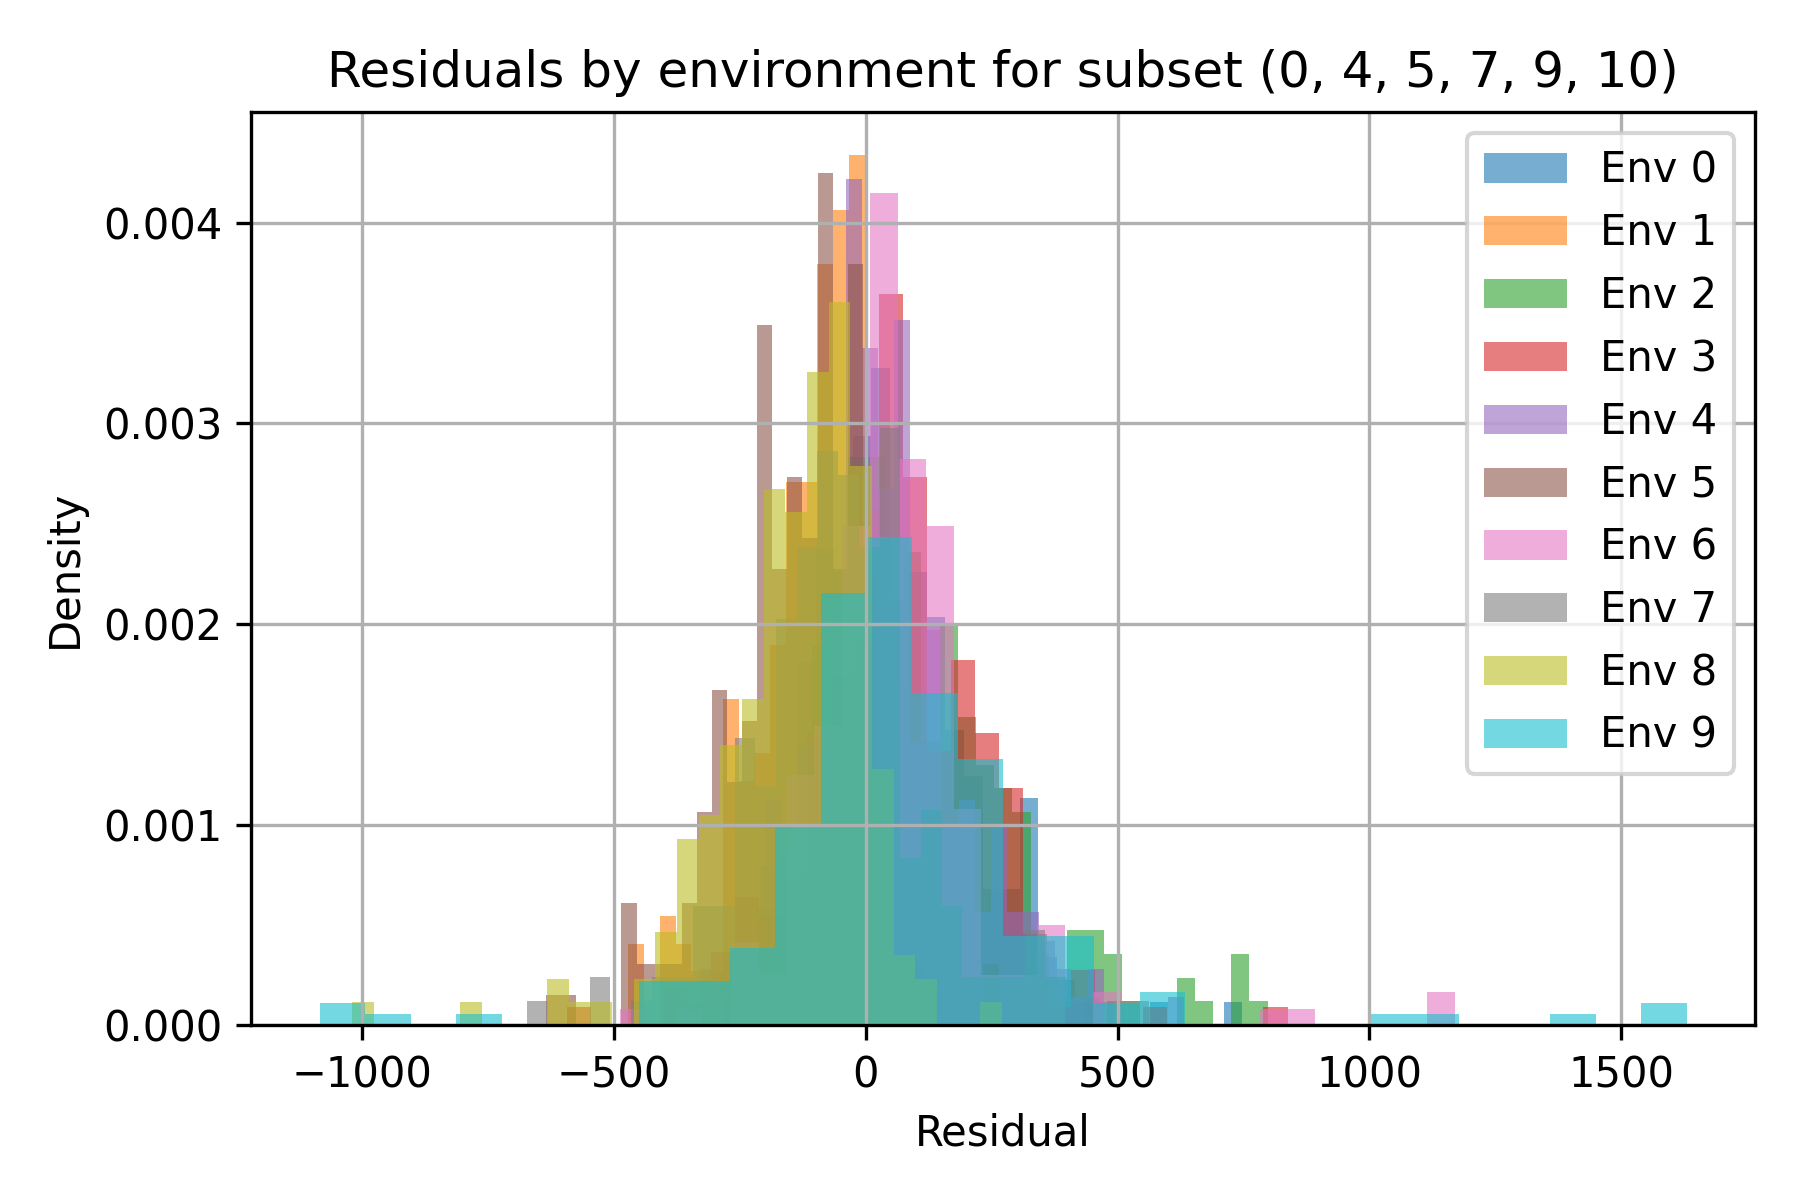 Residuals by environment for subset (0, 4, 5, 7, 9, 10)
Density
0.004
0.003
0.002
0.001
0.000
−1000
−500
0
500
1000
1500
Residual
Env 0
Env 1
Env 2
Env 3
Env 4
Env 5
Env 6
Env 7
Env 8
Env 9